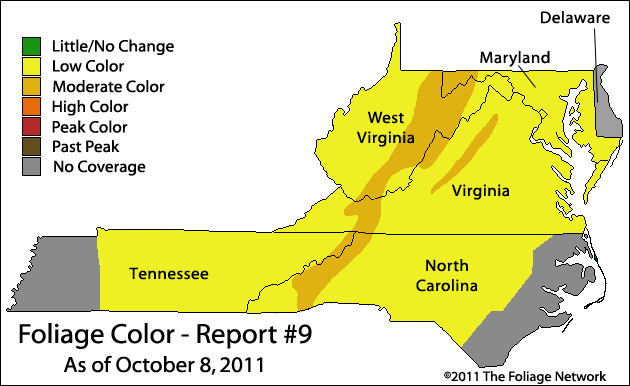 Delaware
Maryland
Little/No Change
Low Color
Moderate Color
High Color
Peak Color
Past Peak
No Coverage
West
Virginia
Virginia
Tennessee
North
Carolina
Foliage Color - Report #9
As of October 8, 2011
©2011 The Foliage Network